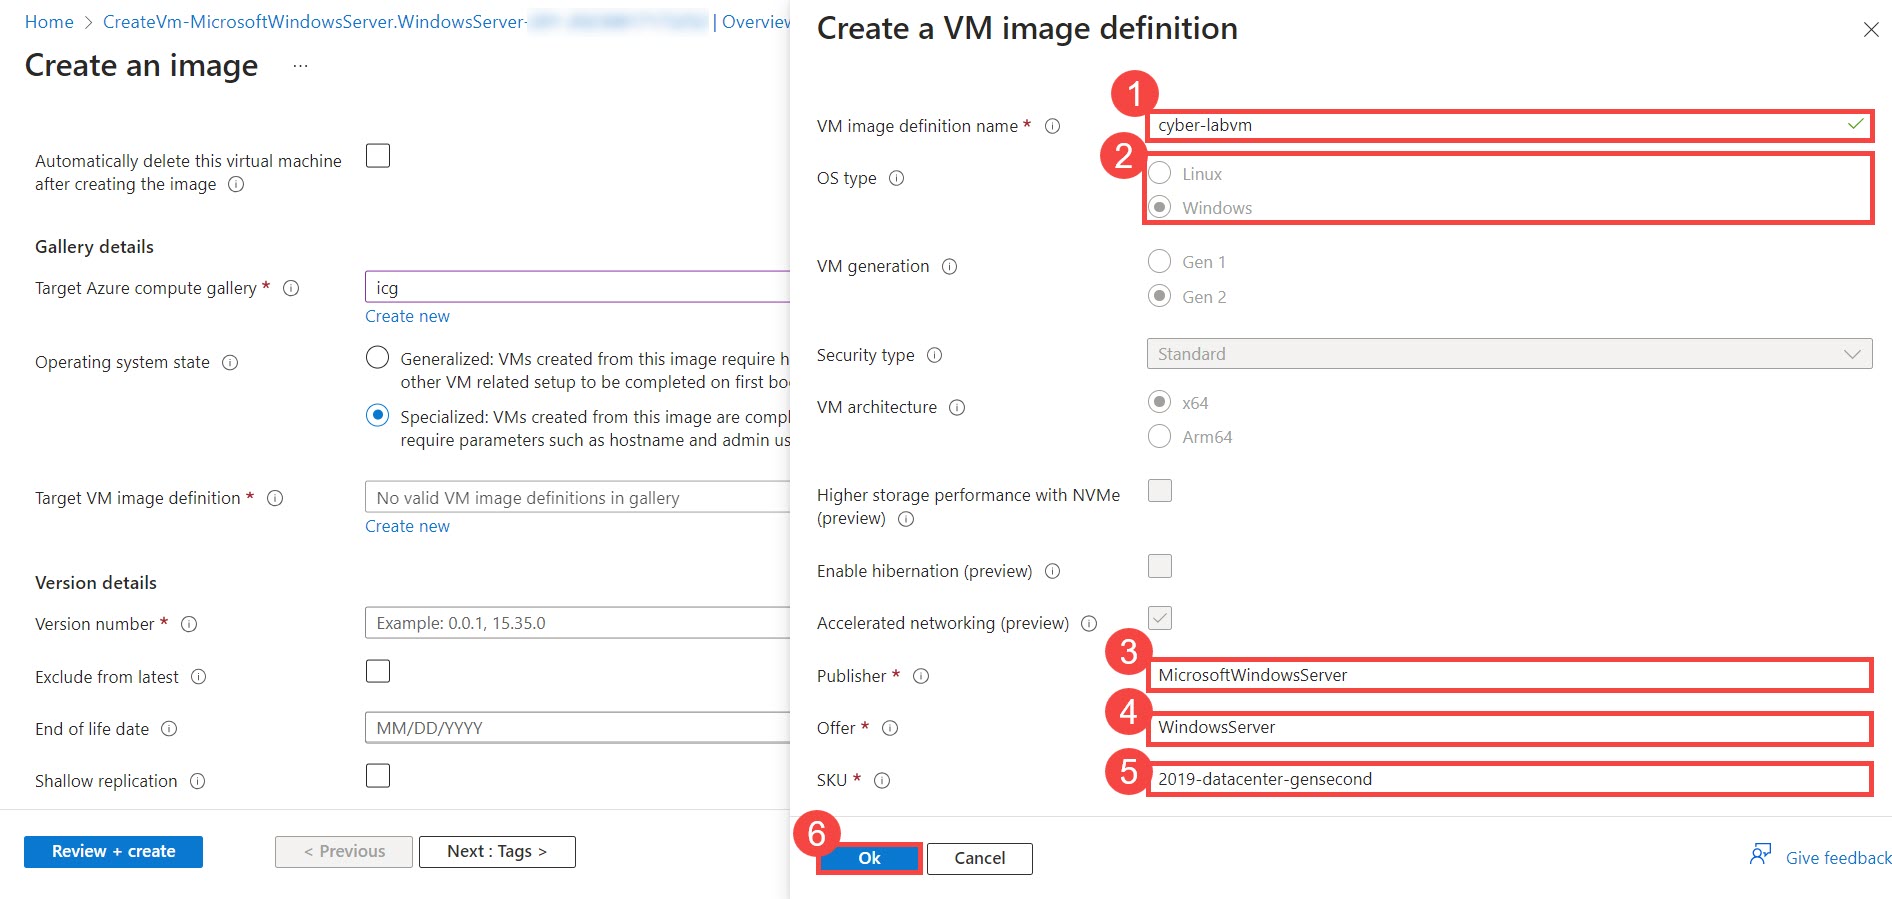 Home > CreateVm-MicrosoftWindowsServer.WindowsServer- | Overview
Create an image ...
Automatically delete this virtual machine
after creating the image
Gallery details
Target Azure compute gallery *
icg
Create new
Operating system state
Generalized: VMs created from this image require h
other VM related setup to be completed on first bo
Specialized: VMs created from this image are compl
require parameters such as hostname and admin us
Target VM image definition *
No valid VM image definitions in gallery
Create new
Version details
Version number *
Example: 0.0.1, 15.35.0
Exclude from latest
End of life date
MM/DD/YYYY
Shallow replication
Review + create
< Previous
Next : Tags >
Create a VM image definition
1
VM image definition name *
cyber-labvm
2
OS type
Linux
Windows
VM generation
Gen 1
Gen 2
Security type
Standard
VM architecture
x64
Arm64
Higher storage performance with NVMe
(preview)
Enable hibernation (preview)
Accelerated networking (preview)
3
Publisher *
MicrosoftWindowsServer
4
Offer *
WindowsServer
5
SKU *
2019-datacenter-gensecond
6
Ok
Cancel
Give feedback